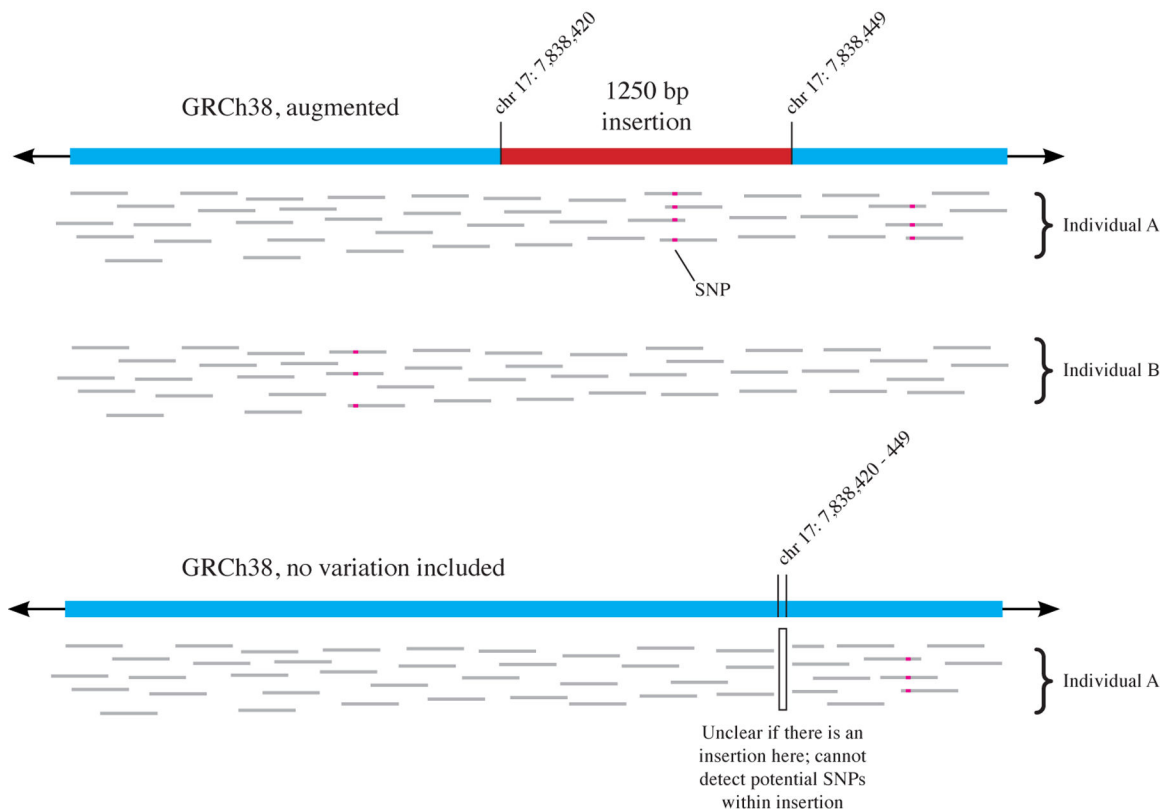 chr 17: 7,838,420
chr 17: 7,838,449
GRCh38, augmented
1250 bp
insertion
Individual A
SNP
Individual B
chr 17: 7,838,420 - 449
GRCh38, no variation included
Individual A
Unclear if there is an
insertion here; cannot
detect potential SNPs
within insertion